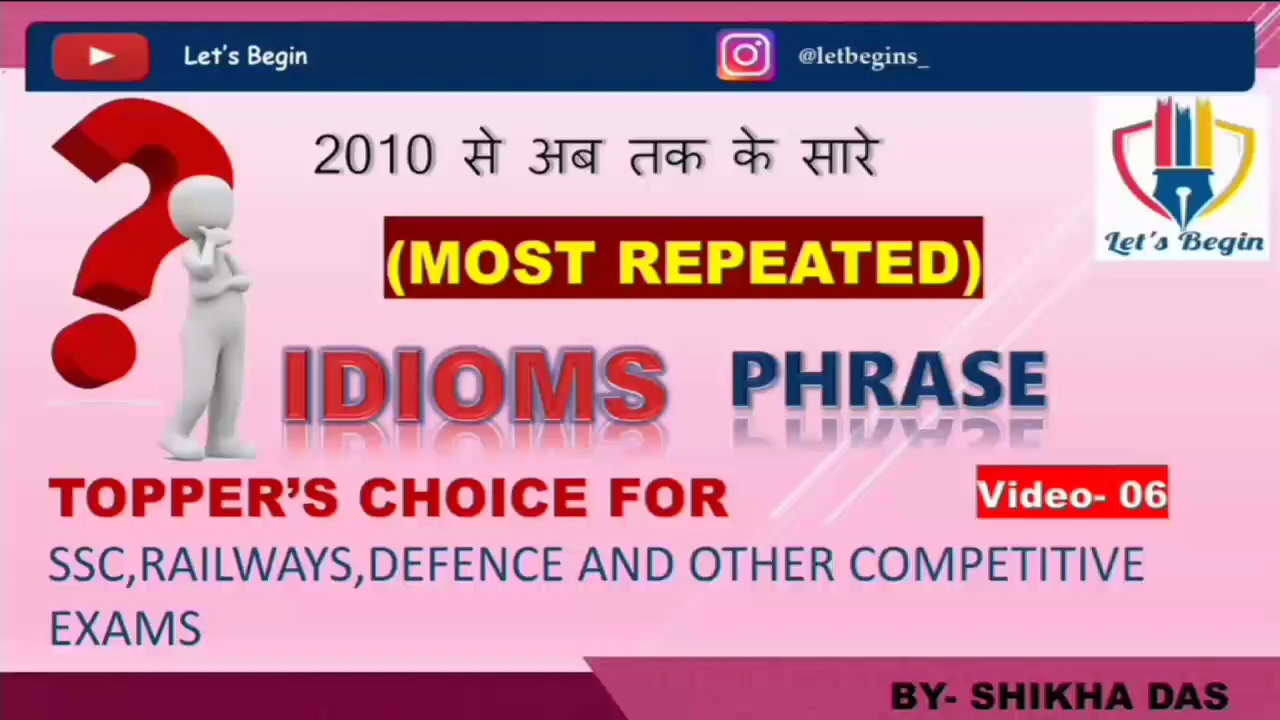 Let's Begin
@letbegins_
2010 से अब तक के सारे
Let's Begin
(MOST REPEATED)
IDIOMS PHRASE
TOPPER'S CHOICE FOR
Video- 06
SSC,RAILWAYS,DEFENCE AND OTHER COMPETITIVE
EXAMS
BY- SHIKHA DAS